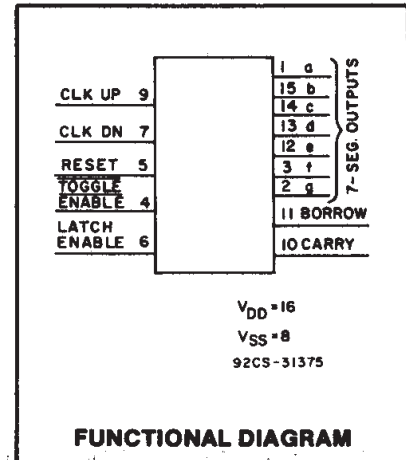 CLK UP 9
CLK DN 7
RESET 5
TOGGLE
ENABLE 4
LATCH
ENABLE 6
1 a
15 b
14 c
13 d
12 e
3 f
2 g
7-SEG. OUTPUTS
11 BORROW
10 CARRY
VDD = 16
VSS = 8
92CS-31375
FUNCTIONAL DIAGRAM